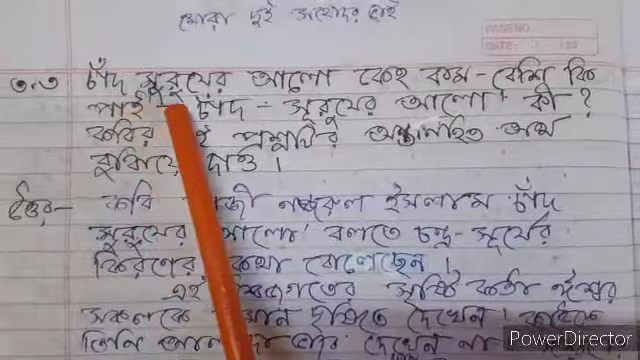 মোরা দুই সহোদর ভাই
PAGE NO.
DATE:
৩.৩ চাঁদ সূরুযের আলো কেহ কম-বেশি কি
পাই চাঁদ-সূরুযের আলো' কী?
কবির এই প্রশ্নটির অন্তর্নিহিত অর্থ
বুঝিয়ে দাও।
উত্তর- কবি কাজী নজরুল ইসলাম চাঁদ
সূরুযের আলো' বলতে চন্দ্র-সূর্যের
কিরণের কথা বোলেছেন।
এই সৃষ্টি কর্তা ঈশ্বর
সকলকে সমান দৃষ্টিতে দেখেন। কাউকে
তিনি দেখেন না
PowerDirector